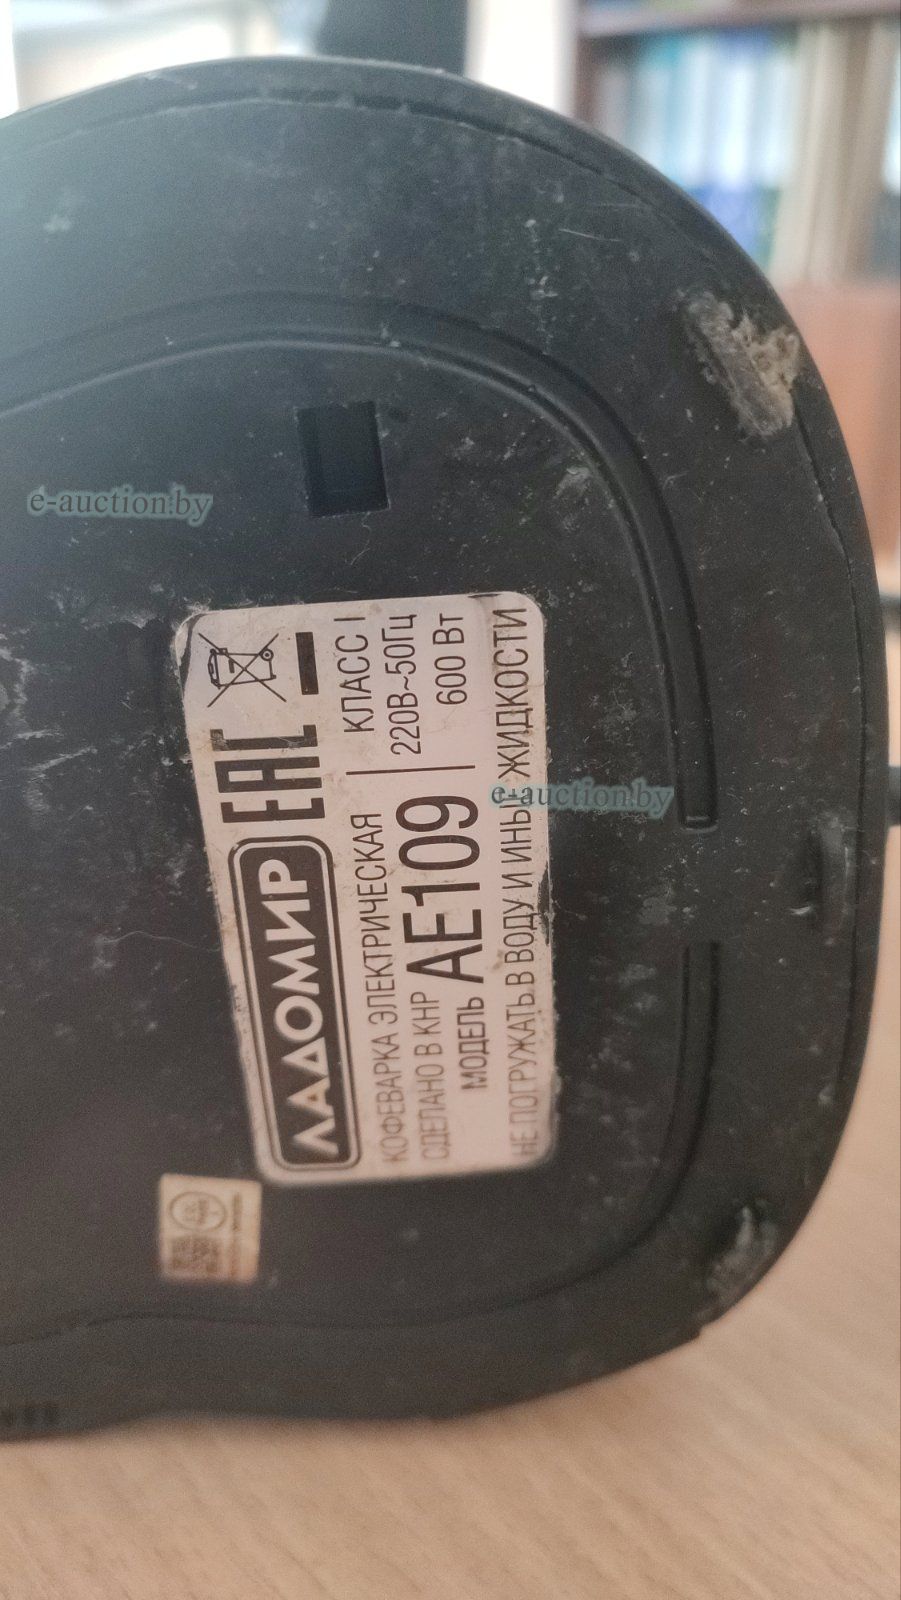 ЛАДОМИР EAC
КОФЕВАРКА ЭЛЕКТРИЧЕСКАЯ КЛАСС I
СДЕЛАНО В КНР 220В~50Гц
МОДЕЛЬ АЕ109 600 Вт
НЕ ПОГРУЖАТЬ В ВОДУ И ИНЫЕ ЖИДКОСТИ
e-auction.by
e-auction.by